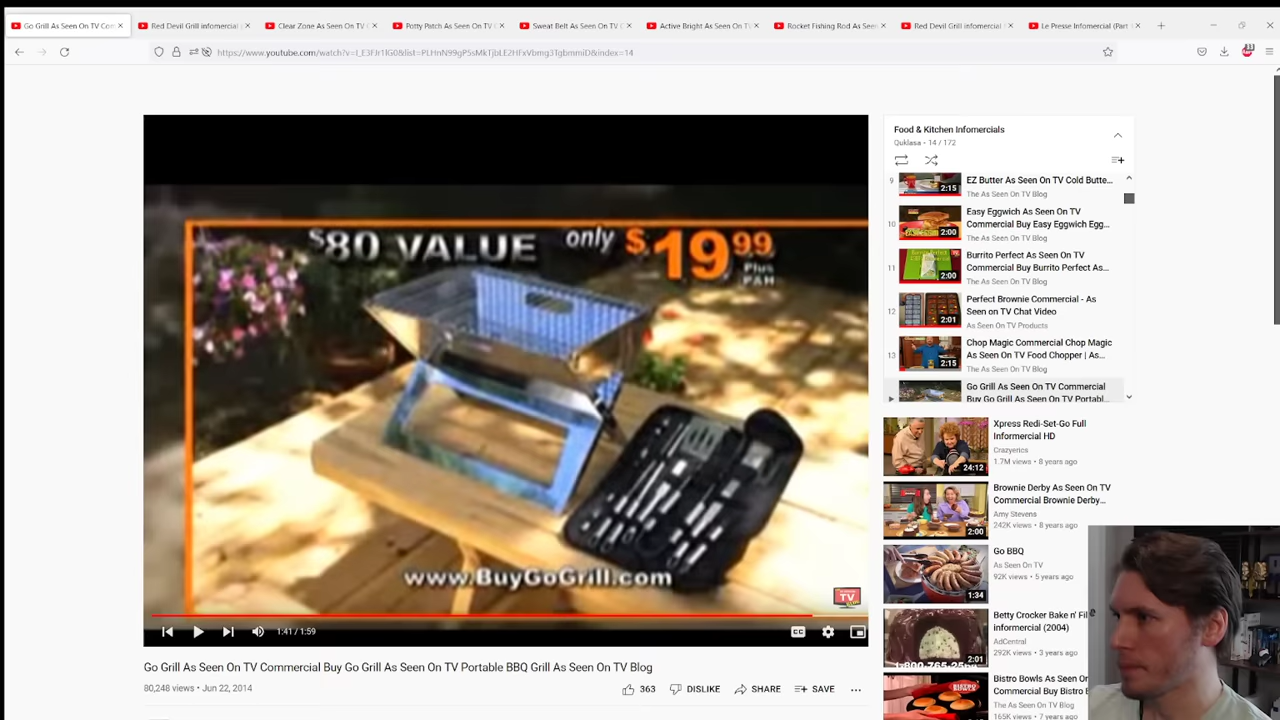 Go Grill As Seen On TV Com
Red Devil Grill infomercial
Clear Zone As Seen On TV C
Potty Patch As Seen On TV C
Sweat Belt As Seen On TV C
Active Bright As Seen On TV
Rocket Fishing Rod As Seen
Red Devil Grill infomercial
Le Presse Infomercial (Part
only $19.99
Plus
P&H
www.BuyGoGrill.com
TV
1:41 / 1:59
CC
Go Grill As Seen On TV Commercial Buy Go Grill As Seen On TV Portable BBQ Grill As Seen On TV Blog
80,248 views • Jun 22, 2014
363
DISLIKE
SHARE
SAVE
Food & Kitchen Infomercials
Quklasa - 14 / 172
9
2:15
EZ Butter As Seen On TV Cold Butte...
The As Seen On TV Blog
10
2:00
Easy Eggwich As Seen On TV
Commercial Buy Easy Eggwich Egg...
The As Seen On TV Blog
11
2:00
Burrito Perfect As Seen On TV
Commercial Buy Burrito Perfect As...
The As Seen On TV Blog
12
2:01
Perfect Brownie Commercial - As
Seen on TV Chat Video
As Seen On TV Products
13
2:15
Chop Magic Commercial Chop Magic
As Seen On TV Food Chopper | As...
The As Seen On TV Blog
Go Grill As Seen On TV Commercial
Buy Go Grill As Seen On TV Portabl...
24:12
Xpress Redi-Set-Go Full
Informercial HD
Crazyerics
1.7M views • 8 years ago
2:00
Brownie Derby As Seen On TV
Commercial Brownie Derby...
Amy Stevens
242K views • 8 years ago
1:34
Go BBQ
As Seen On TV
92K views • 5 years ago
1-800-765-25
2:01
Betty Crocker Bake n' Fil
informercial (2004)
AdCentral
292K views • 3 years ago
Bistro Bowls As Seen On
Commercial Buy Bistro B
The As Seen On TV Blog
165K views • 7 years ago